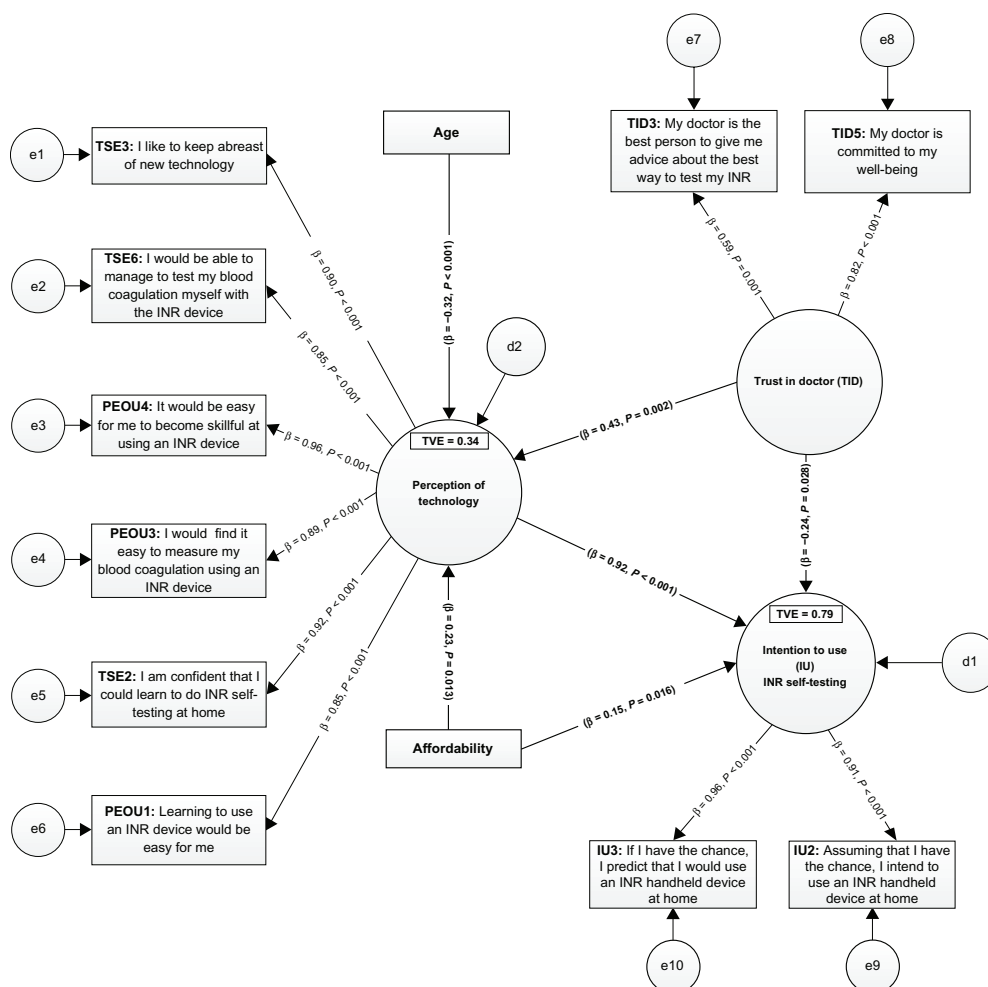 e7
e8
Age
TID3: My doctor is the
best person to give me
advice about the best
way to test my INR
TID5: My doctor is
committed to my
well-being
e1
TSE3: I like to keep abreast
of new technology
β = 0.90, P < 0.001
β = 0.59, P = 0.001
β = 0.82, P < 0.001
(β = −0.32, P < 0.001)
e2
TSE6: I would be able to
manage to test my blood
coagulation myself with
the INR device
β = 0.85, P < 0.001
d2
Trust in doctor (TID)
e3
PEOU4: It would be easy
for me to become skillful at
using an INR device
β = 0.96, P < 0.001
TVE = 0.34
Perception of
technology
(β = 0.43, P = 0.002)
(β = −0.24, P = 0.028)
e4
PEOU3: I would find it
easy to measure my
blood coagulation using an
INR device
β = 0.89, P < 0.001
(β = 0.92, P < 0.001)
β = 0.92, P < 0.001
(β = 0.23, P = 0.013)
TVE = 0.79
Intention to use
(IU)
INR self-testing
d1
e5
TSE2: I am confident that I
could learn to do INR self-
testing at home
β = 0.85, P < 0.001
(β = 0.15, P = 0.016)
Affordability
e6
PEOU1: Learning to use
an INR device would be
easy for me
β = 0.96, P < 0.001
β = 0.91, P < 0.001
IU3: If I have the chance,
I predict that I would use
an INR handheld device
at home
IU2: Assuming that I have
the chance, I intend to
use an INR handheld
device at home
e10
e9